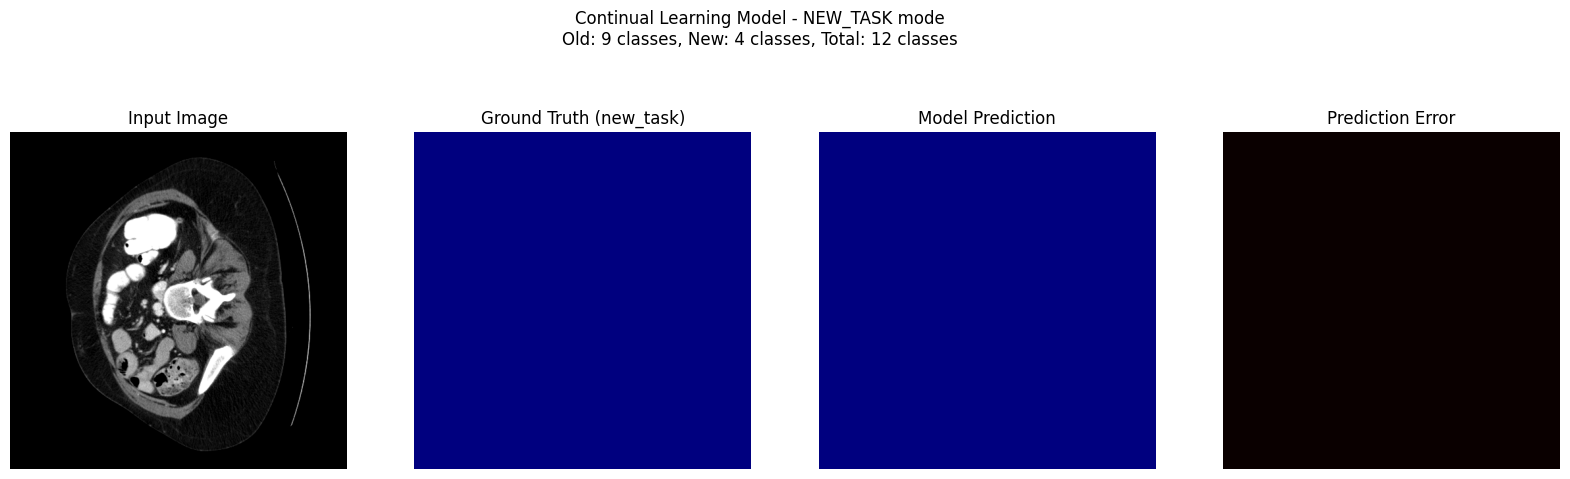 Continual Learning Model - NEW_TASK mode
Old: 9 classes, New: 4 classes, Total: 12 classes
Input Image
Ground Truth (new_task)
Model Prediction
Prediction Error